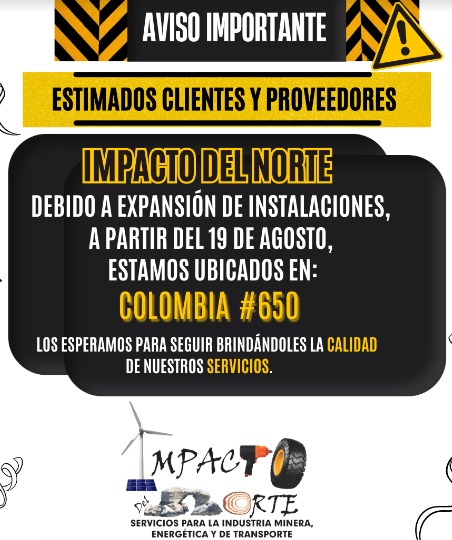 AVISO IMPORTANTE
ESTIMADOS CLIENTES Y PROVEEDORES
IMPACTO DEL NORTE
DEBIDO A EXPANSIÓN DE INSTALACIONES,
A PARTIR DEL 19 DE AGOSTO,
ESTAMOS UBICADOS EN:
COLOMBIA #650
LOS ESPERAMOS PARA SEGUIR BRINDÁNDOLES LA CALIDAD
DE NUESTROS SERVICIOS.
IMPACTO
Del NORTE
SERVICIOS PARA LA INDUSTRIA MINERA,
ENERGÉTICA Y DE TRANSPORTE